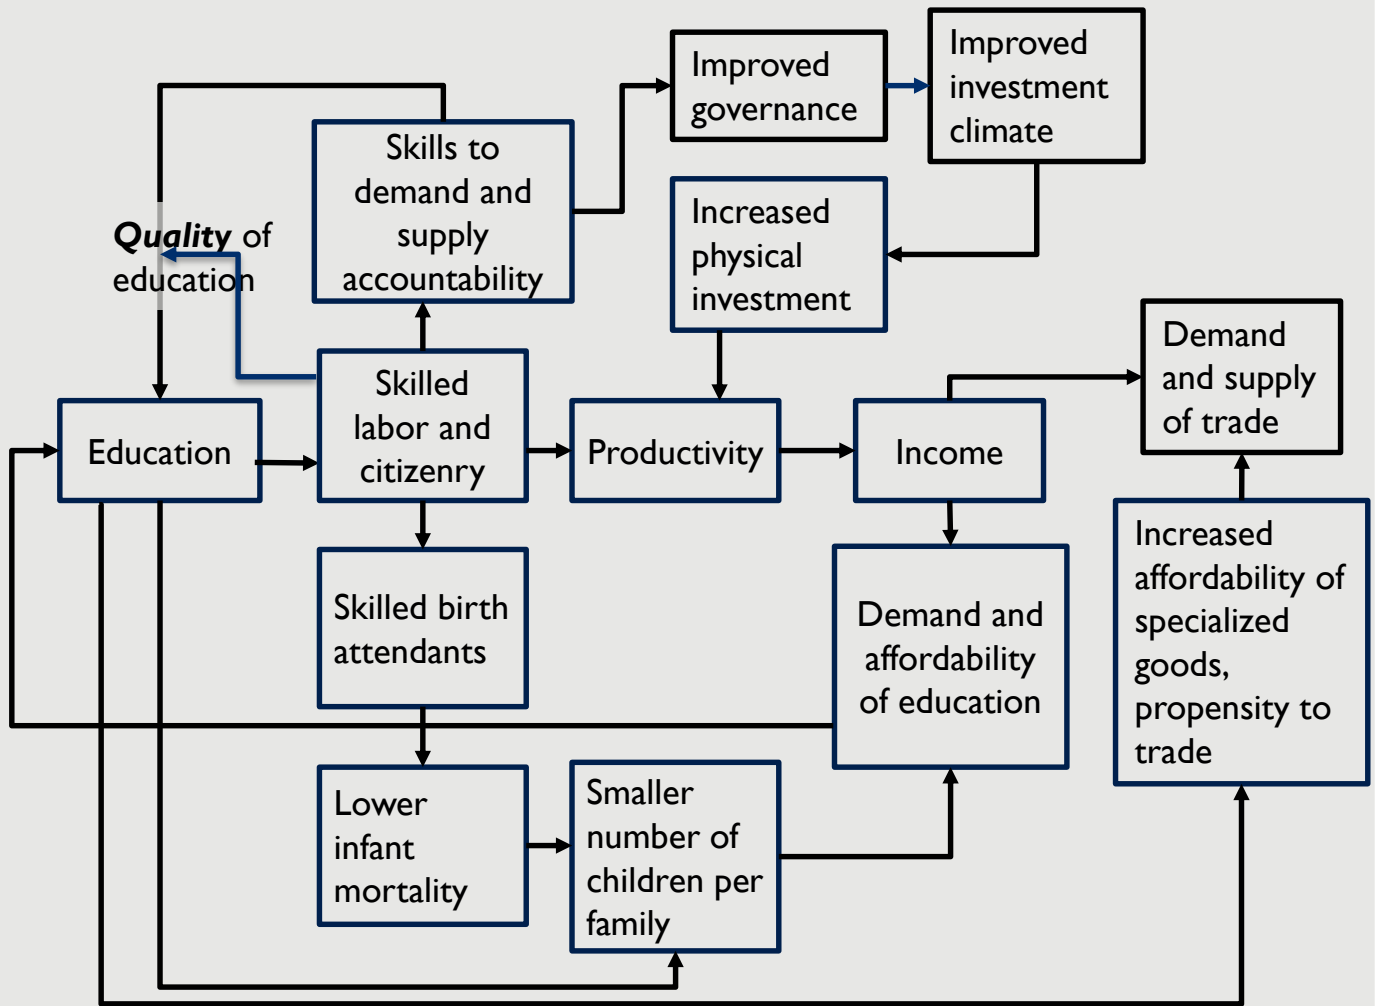 Improved
governance
Improved
investment
climate
Skills to
demand and
supply
accountability
Increased
physical
investment
Quality of
education
Demand
and supply
of trade
Education
Skilled
labor and
citizenry
Productivity
Income
Skilled birth
attendants
Demand and
affordability
of education
Increased
affordability of
specialized
goods,
propensity to
trade
Lower
infant
mortality
Smaller
number of
children per
family